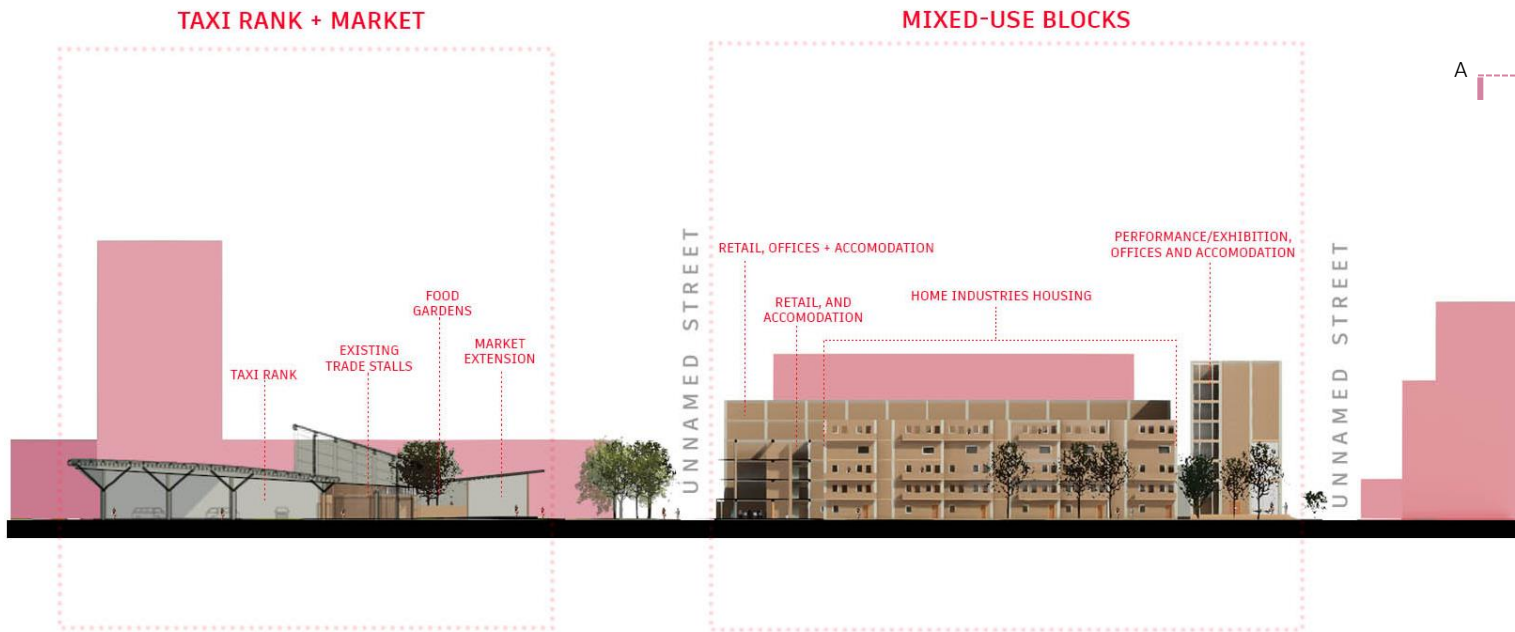 TAXI RANK + MARKET
MIXED-USE BLOCKS
A
UNNAMED STREET
RETAIL, OFFICES + ACCOMODATION
PERFORMANCE/EXHIBITION,
OFFICES AND ACCOMODATION
UNNAMED STREET
FOOD
GARDENS
RETAIL, AND
ACCOMODATION
HOME INDUSTRIES HOUSING
EXISTING
TRADE STALLS
MARKET
EXTENSION
TAXI RANK